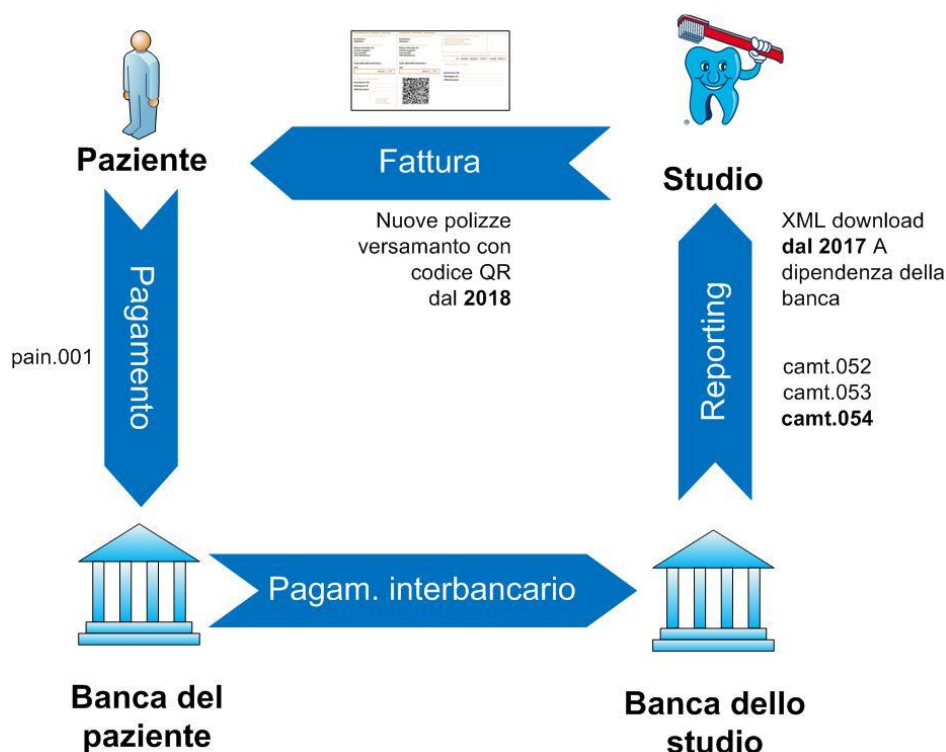 Paziente
Fattura
Studio
Nuove polizze
versamanto con
codice QR
dal 2018
XML download
dal 2017 A
dipendenza della
banca
Pagamento
pain.001
Reporting
camt.052
camt.053
camt.054
Pagam. interbancario
Banca del
paziente
Banca dello
studio